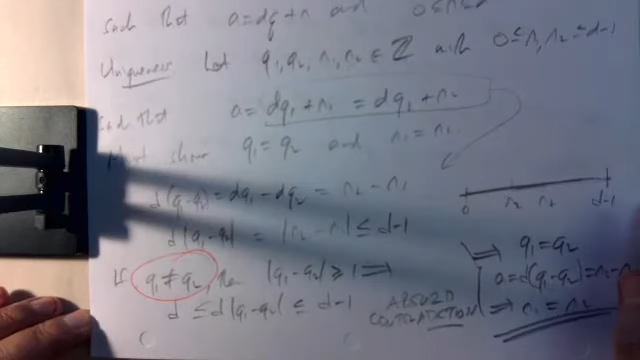 such that a = dq + r and 0 ≤ r < d
Uniqueness Let q₁, q₂, r₁, r₂ ∈ ℤ with 0 ≤ r₁, r₂ ≤ d-1
such that a = dq₁ + r₁ = dq₁ + r₂
Must show q₁ = q₂ and r₁ = r₂
d(q₁-q₂) = dq₁ - dq₂ = r₂ - r₁
0 r₂ r₁ d-1
d|q₁-q₂| = |r₂ - r₁| ≤ d-1
⟹ q₁ = q₂
If q₁ ≠ q₂, then |q₁-q₂| ≥ 1 ⟹
0 = d(q₁-q₂) = r₂-r₁
d ≤ d|q₁-q₂| ≤ d-1
ABSURD
CONTRADICTION
⟹ r₁ = r₂